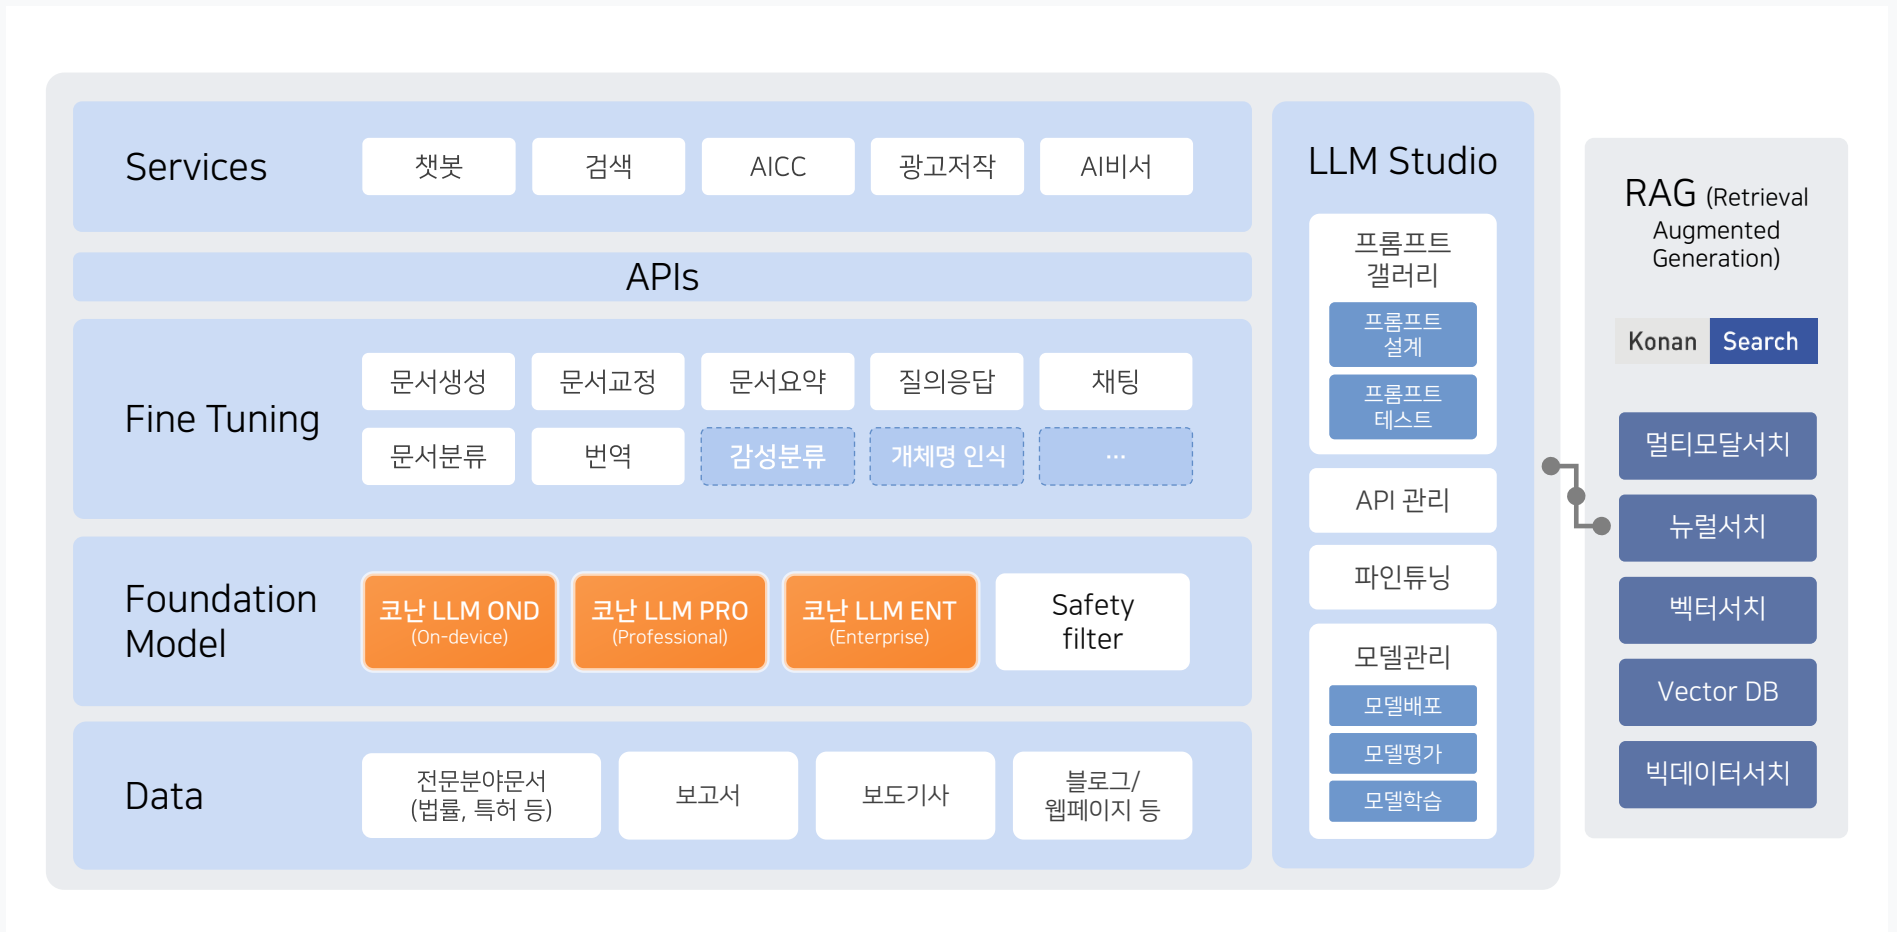 Services
챗봇
검색
AICC
광고저작
AI비서
APIs
Fine Tuning
문서생성
문서교정
문서요약
질의응답
채팅
문서분류
번역
감성분류
개체명 인식
...
Foundation
Model
코난 LLM OND
(On-device)
코난 LLM PRO
(Professional)
코난 LLM ENT
(Enterprise)
Safety
filter
Data
전문분야문서
(법률, 특허 등)
보고서
보도기사
블로그/
웹페이지 등
LLM Studio
프롬프트
갤러리
프롬프트
설계
프롬프트
테스트
API 관리
파인튜닝
모델관리
모델배포
모델평가
모델학습
RAG (Retrieval
Augmented
Generation)
Konan Search
멀티모달서치
뉴럴서치
벡터서치
Vector DB
빅데이터서치